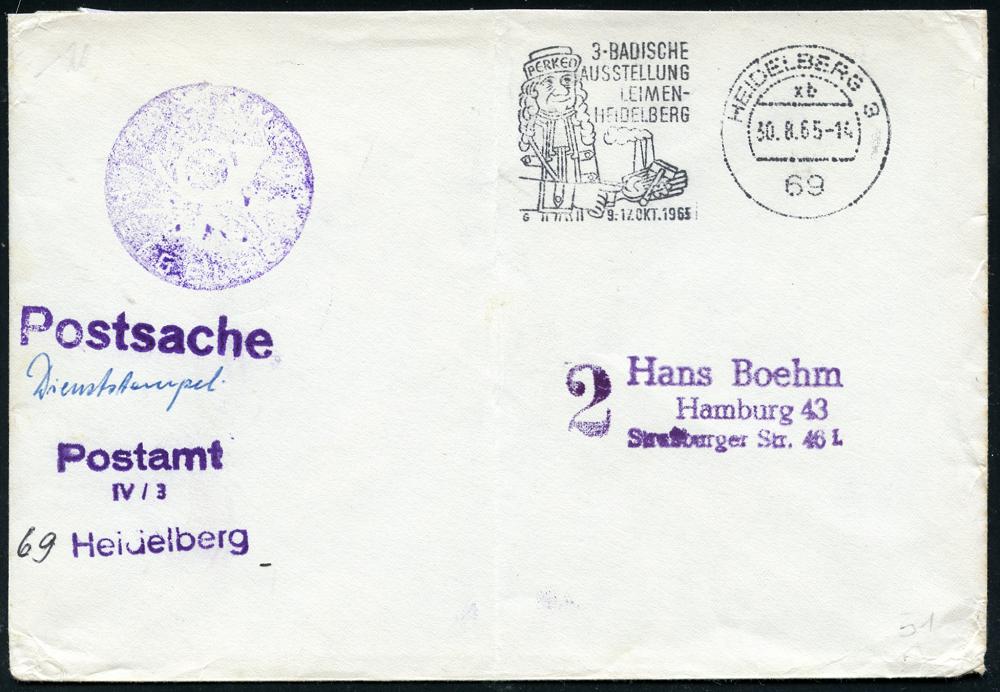 3-BADISCHE
PERKEO AUSSTELLUNG
LEIMEN-
HEIDELBERG
9.-17.OKT.1965
HEIDELBERG 3
xb
30.8.65-14
69
Postsache
Dienststempel.
Postamt
IV / 3
69 Heidelberg
2 Hans Boehm
Hamburg 43
Straßburger Str. 46 I.